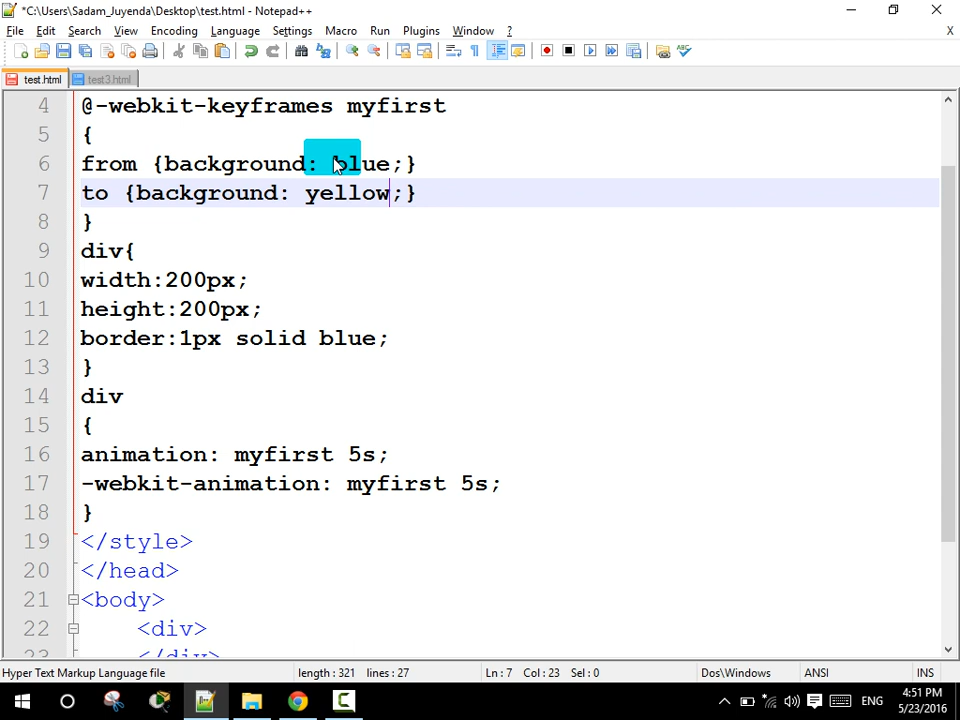 *C:\Users\Sadam_Juyenda\Desktop\test.html - Notepad++
File Edit Search View Encoding Language Settings Macro Run Plugins Window ? X
test.html test3.html
4 @-webkit-keyframes myfirst
5 {
6 from {background: blue;}
7 to {background: yellow;}
8 }
9 div{
10 width:200px;
11 height:200px;
12 border:1px solid blue;
13 }
14 div
15 {
16 animation: myfirst 5s;
17 -webkit-animation: myfirst 5s;
18 }
19 </style>
20 </head>
21 <body>
22 <div>
23 </div>
Hyper Text Markup Language file length : 321 lines : 27 Ln : 7 Col : 23 Sel : 0 Dos\Windows ANSI INS
ENG
4:51 PM
5/23/2016